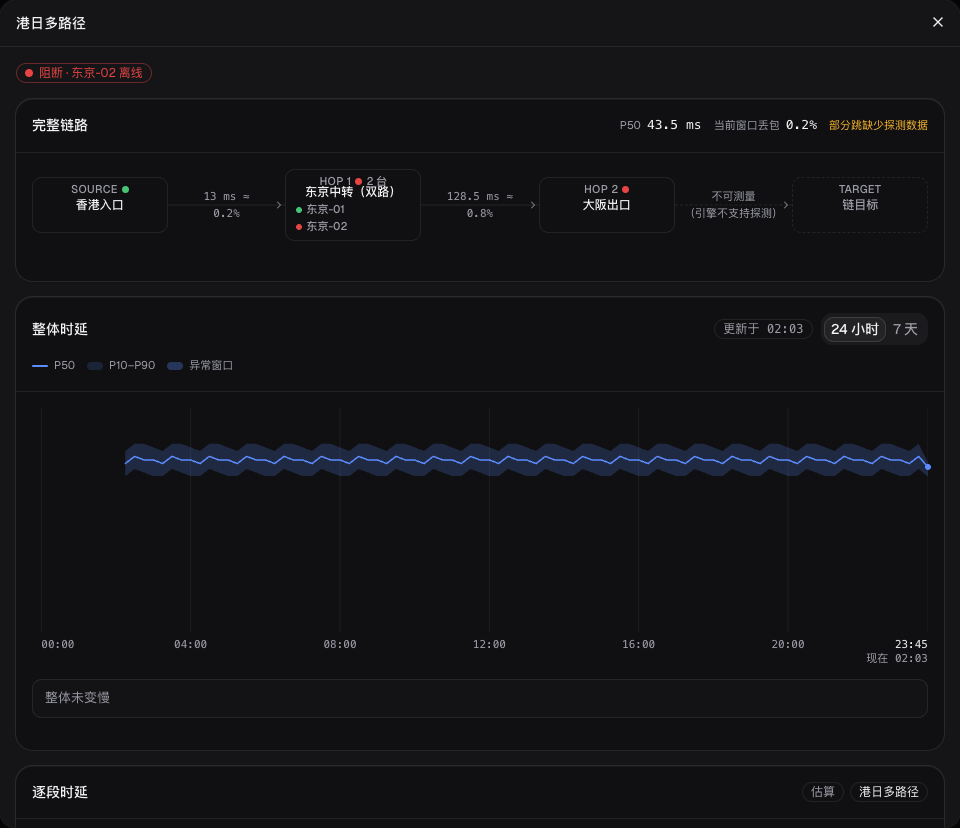 港日多路径
阻断 · 东京-02 离线
完整链路
P50 43.5 ms 当前窗口丢包 0.2% 部分跳缺少探测数据
SOURCE
香港入口
13 ms ≈
0.2%
HOP 1 2 台
东京中转（双路）
东京-01
东京-02
128.5 ms ≈
0.8%
HOP 2
大阪出口
不可测量
(引擎不支持探测)
TARGET
链目标
整体时延
更新于 02:03 24 小时 7 天
P50 P10–P90 异常窗口
00:00 04:00 08:00 12:00 16:00 20:00 23:45
现在 02:03
整体未变慢
逐段时延
估算 港日多路径